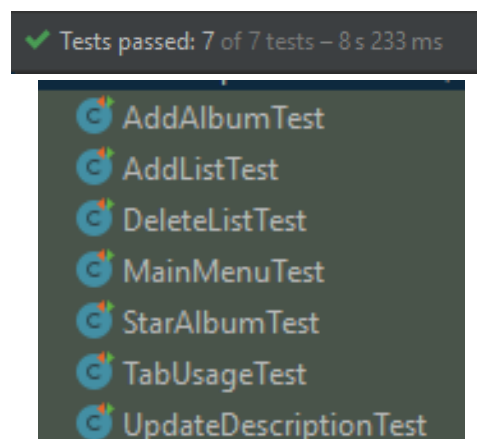 Tests passed: 7 of 7 tests – 8 s 233 ms
AddAlbumTest
AddListTest
DeleteListTest
MainMenuTest
StarAlbumTest
TabUsageTest
UpdateDescriptionTest